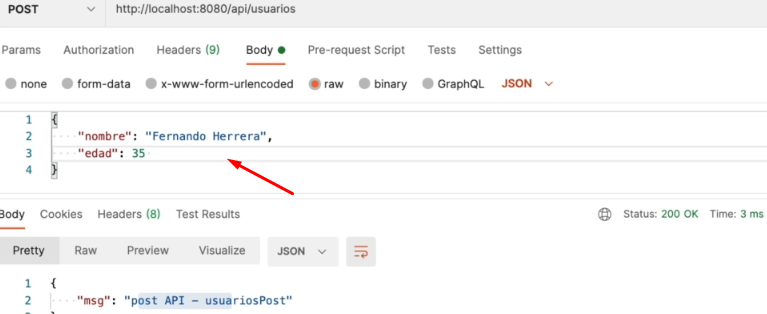 POST http://localhost:8080/api/usuarios
Params Authorization Headers (9) Body Pre-request Script Tests Settings
none form-data x-www-form-urlencoded raw binary GraphQL JSON
1 {
2 "nombre": "Fernando Herrera",
3 "edad": 35
4 }
Body Cookies Headers (8) Test Results Status: 200 OK Time: 3 ms
Pretty Raw Preview Visualize JSON
1 {
2 "msg": "post API – usuariosPost"